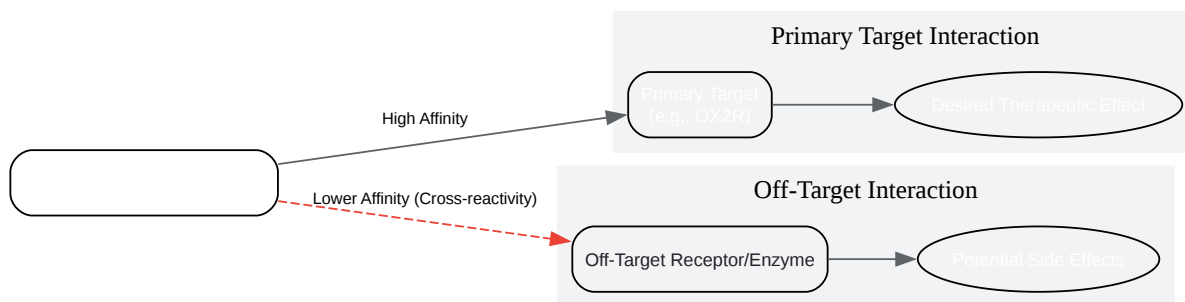 Primary Target Interaction
Primary Target
(e.g., OX2R)
Desired Therapeutic Effect
High Affinity
Lower Affinity (Cross-reactivity)
Off-Target Interaction
Off-Target Receptor/Enzyme
Potential Side Effects